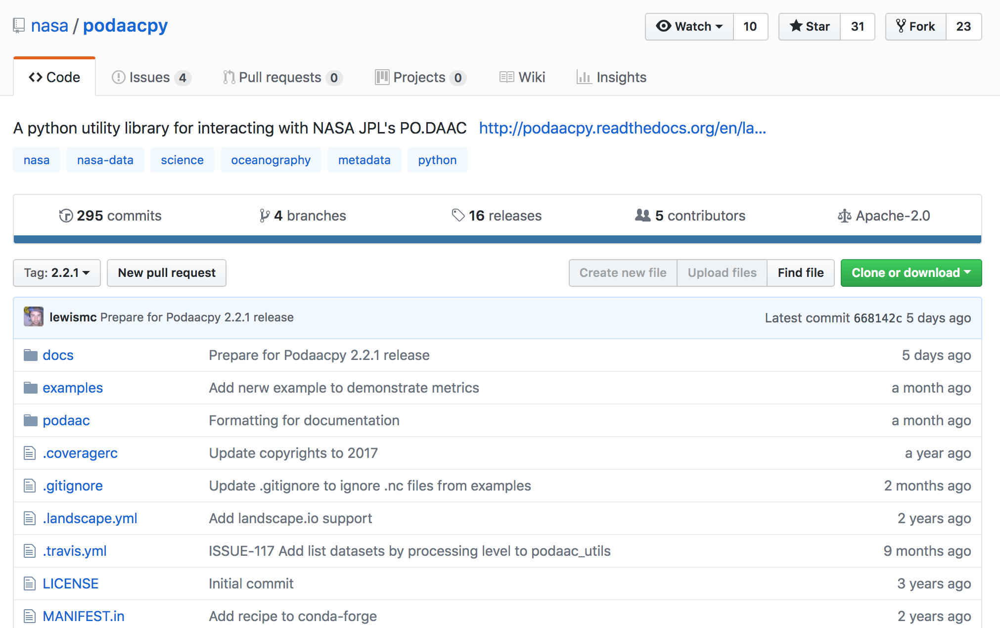 nasa / podaacpy
Watch 10 Star 31 Fork 23
Code Issues 4 Pull requests 0 Projects 0 Wiki Insights
A python utility library for interacting with NASA JPL's PO.DAAC http://podaacpy.readthedocs.org/en/la...
nasa nasa-data science oceanography metadata python
295 commits 4 branches 16 releases 5 contributors Apache-2.0
Tag: 2.2.1 New pull request Create new file Upload files Find file Clone or download
lewismc Prepare for Podaacpy 2.2.1 release Latest commit 668142c 5 days ago
docs Prepare for Podaacpy 2.2.1 release 5 days ago
examples Add nerw example to demonstrate metrics a month ago
podaac Formatting for documentation a month ago
.coveragerc Update copyrights to 2017 a year ago
.gitignore Update .gitignore to ignore .nc files from examples 2 months ago
.landscape.yml Add landscape.io support 2 years ago
.travis.yml ISSUE-117 Add list datasets by processing level to podaac_utils 9 months ago
LICENSE Initial commit 3 years ago
MANIFEST.in Add recipe to conda-forge 2 years ago